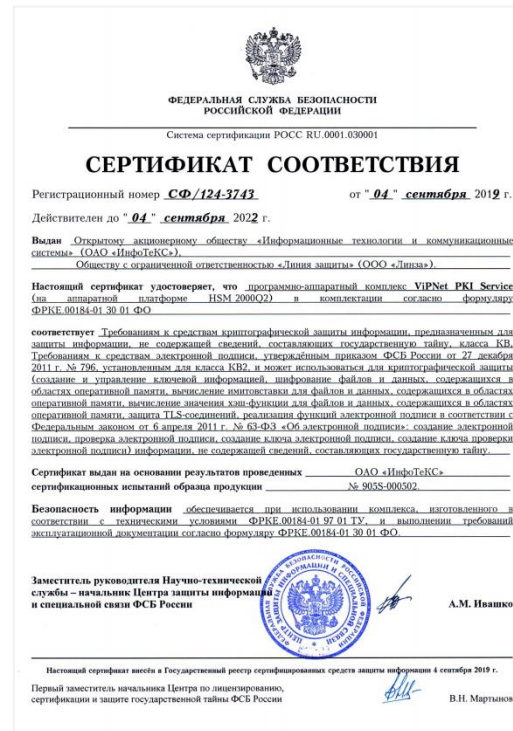 ФЕДЕРАЛЬНАЯ СЛУЖБА БЕЗОПАСНОСТИ
РОССИЙСКОЙ ФЕДЕРАЦИИ
Система сертификации РОСС RU.0001.030001
СЕРТИФИКАТ СООТВЕТСТВИЯ
Регистрационный номер СФ/124-3743 от "04" сентября 2019 г.
Действителен до "04" сентября 2022 г.
Выдан Открытому акционерному обществу «Информационные технологии и коммуникационные
системы» (ОАО «ИнфоТеКС»),
Обществу с ограниченной ответственностью «Линия защиты» (ООО «Линза»).
Настоящий сертификат удостоверяет, что программно-аппаратный комплекс ViPNet PKI Service
(на аппаратной платформе HSM 2000Q2) в комплектации согласно формуляру
ФРКЕ.00184-01 30 01 ФО
соответствует Требованиям к средствам криптографической защиты информации, предназначенным для
защиты информации, не содержащей сведений, составляющих государственную тайну, класса КВ,
Требованиям к средствам электронной подписи, утверждённым приказом ФСБ России от 27 декабря
2011 г. № 796, установленным для класса КВ2, и может использоваться для криптографической защиты
(создание и управление ключевой информацией, шифрование файлов и данных, содержащихся в
областях оперативной памяти, вычисление имитовставки для файлов и данных, содержащихся в областях
оперативной памяти, вычисление значения хэш-функции для файлов и данных, содержащихся в областях
оперативной памяти, защита TLS-соединений, реализация функций электронной подписи в соответствии с
Федеральным законом от 6 апреля 2011 г. № 63-ФЗ «Об электронной подписи»: создание электронной
подписи, проверка электронной подписи, создание ключа электронной подписи, создание ключа проверки
электронной подписи) информации, не содержащей сведений, составляющих государственную тайну.
Сертификат выдан на основании результатов проведенных ОАО «ИнфоТеКС»
сертификационных испытаний образца продукции № 905S-000502.
Безопасность информации обеспечивается при использовании комплекса, изготовленного в
соответствии с техническими условиями ФРКЕ.00184-01 97 01 ТУ, и выполнении требований
эксплуатационной документации согласно формуляру ФРКЕ.00184-01 30 01 ФО.
Заместитель руководителя Научно-технической
службы – начальник Центра защиты информации
и специальной связи ФСБ России
А.М. Ивашко
Настоящий сертификат внесён в Государственный реестр сертифицированных средств защиты информации 4 сентября 2019 г.
Первый заместитель начальника Центра по лицензированию,
сертификации и защите государственной тайны ФСБ России
В.Н. Мартынов